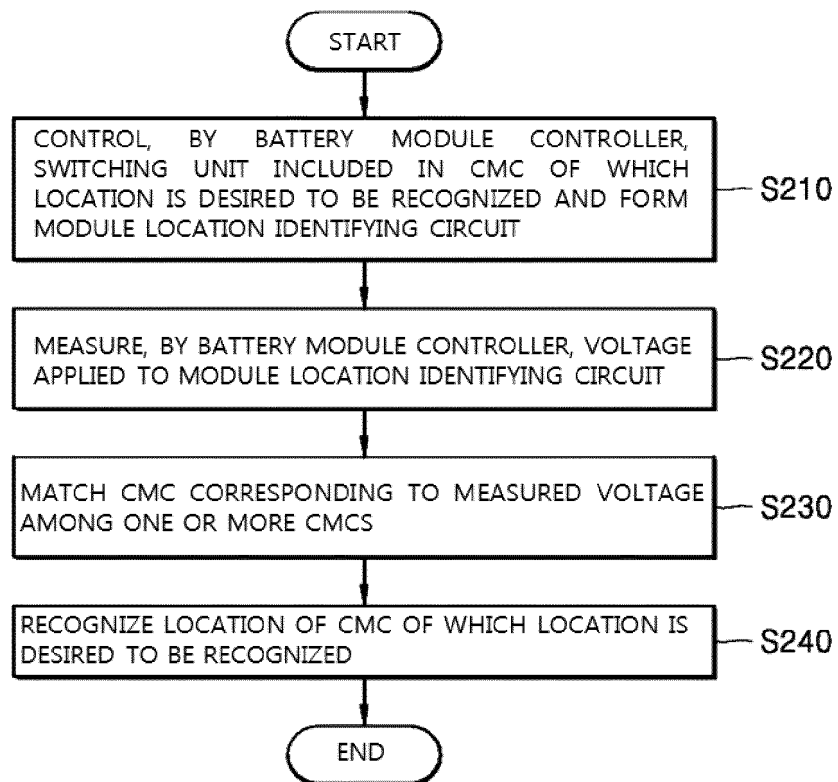 START
CONTROL, BY BATTERY MODULE CONTROLLER,
SWITCHING UNIT INCLUDED IN CMC OF WHICH
LOCATION IS DESIRED TO BE RECOGNIZED AND FORM
MODULE LOCATION IDENTIFYING CIRCUIT
S210
MEASURE, BY BATTERY MODULE CONTROLLER, VOLTAGE
APPLIED TO MODULE LOCATION IDENTIFYING CIRCUIT
S220
MATCH CMC CORRESPONDING TO MEASURED VOLTAGE
AMONG ONE OR MORE CMCS
S230
RECOGNIZE LOCATION OF CMC OF WHICH LOCATION IS
DESIRED TO BE RECOGNIZED
S240
END